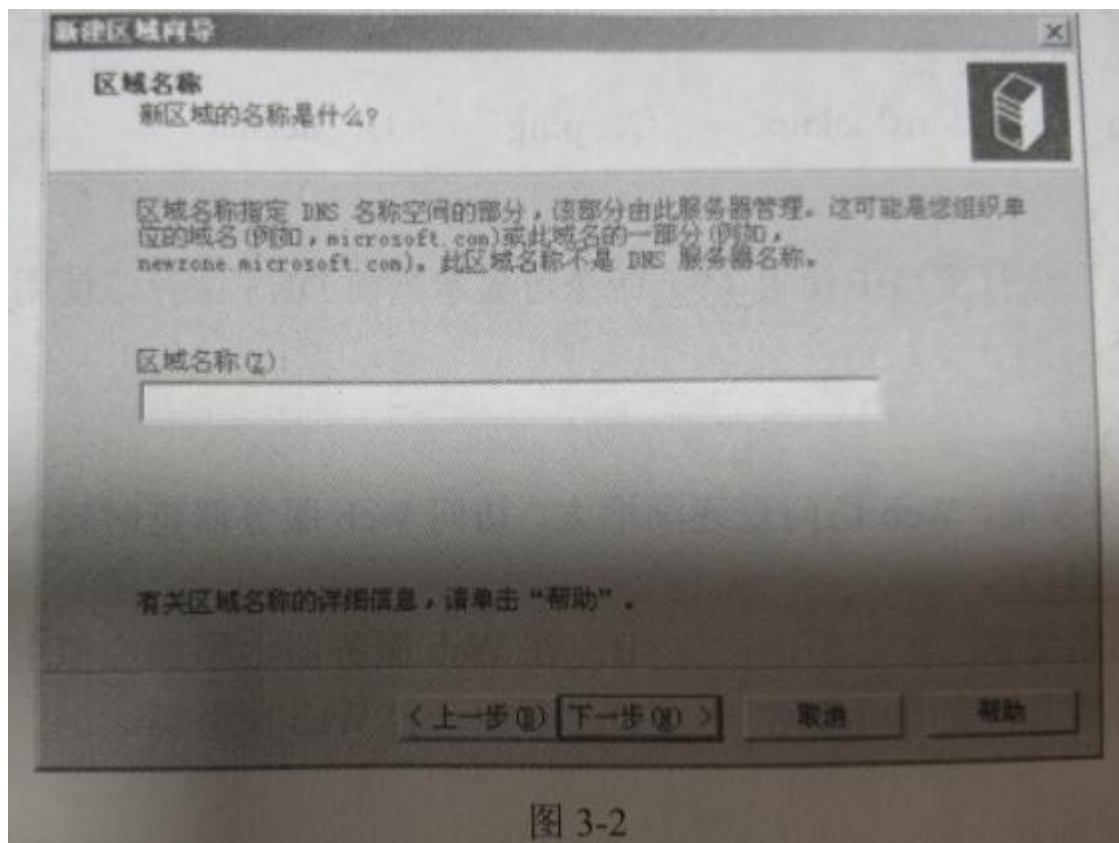 新建区域向导
区域名称
新区域的名称是什么?
区域名称指定 DNS 名称空间的部分，该部分由此服务器管理。这可能是您组织单
位的域名(例如，microsoft.com)或此域名的一部分(例如，
newzone.microsoft.com)。此区域名称不是 DNS 服务器名称。
区域名称(Z):
有关区域名称的详细信息，请单击“帮助”。
< 上一步(B) 下一步(N) > 取消 帮助
图 3-2